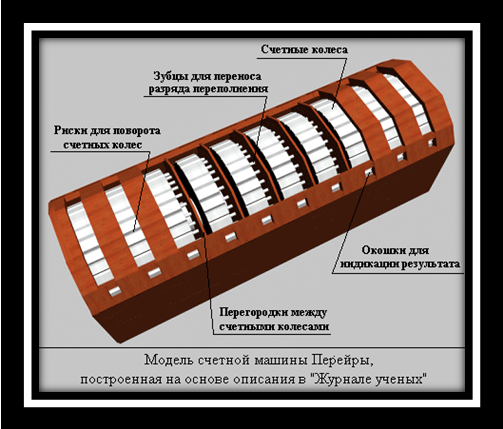 Счетные колеса
Зубцы для переноса
разряда переполнения
Риски для поворота
счетных колес
Окошки для
индикации результата
Перегородки между
счетными колесами
Модель счетной машины Перейры,
построенная на основе описания в "Журнале ученых"